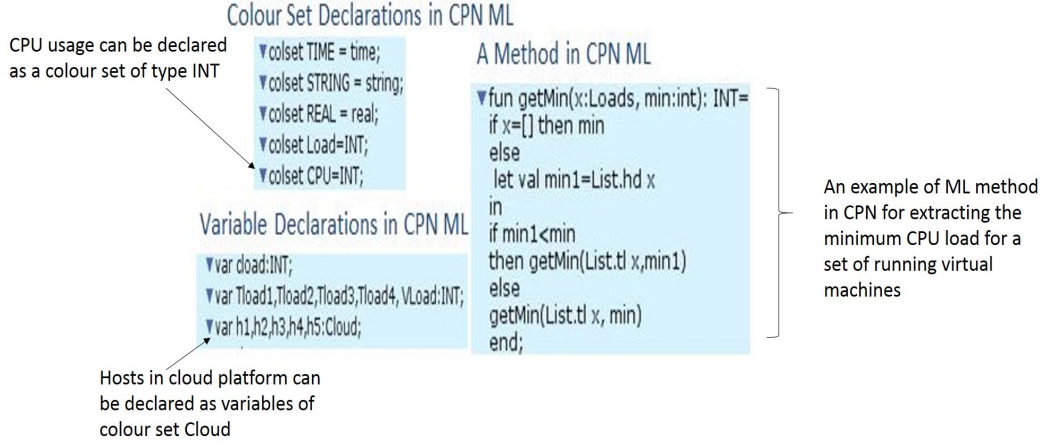 Colour Set Declarations in CPN ML
CPU usage can be declared
as a colour set of type INT
▼colset TIME = time;
▼colset STRING = string;
▼colset REAL = real;
▼colset Load=INT;
▼colset CPU=INT;
Variable Declarations in CPN ML
▼var doad:INT;
▼var Tload1,Tload2,Tload3,Tload4, VLoad:INT;
▼var h1,h2,h3,h4,h5:Cloud;
Hosts in cloud platform can
be declared as variables of
colour set Cloud
A Method in CPN ML
▼fun getMin(x:Loads, min:int): INT=
if x=[] then min
else
let val min1=List.hd x
in
if min1<min
then getMin(List.tl x,min1)
else
getMin(List.tl x, min)
end;
An example of ML method
in CPN for extracting the
minimum CPU load for a
set of running virtual
machines